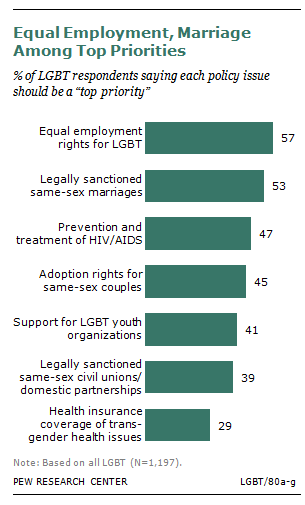 Equal Employment, Marriage
Among Top Priorities
% of LGBT respondents saying each policy issue
should be a “top priority”
Equal employment
rights for LGBT
57
Legally sanctioned
same-sex marriages
53
Prevention and
treatment of HIV/AIDS
47
Adoption rights for
same-sex couples
45
Support for LGBT youth
organizations
41
Legally sanctioned
same-sex civil unions/
domestic partnerships
39
Health insurance
coverage of trans-
gender health issues
29
Note: Based on all LGBT (N=1,197).
PEW RESEARCH CENTER LGBT/80a-g